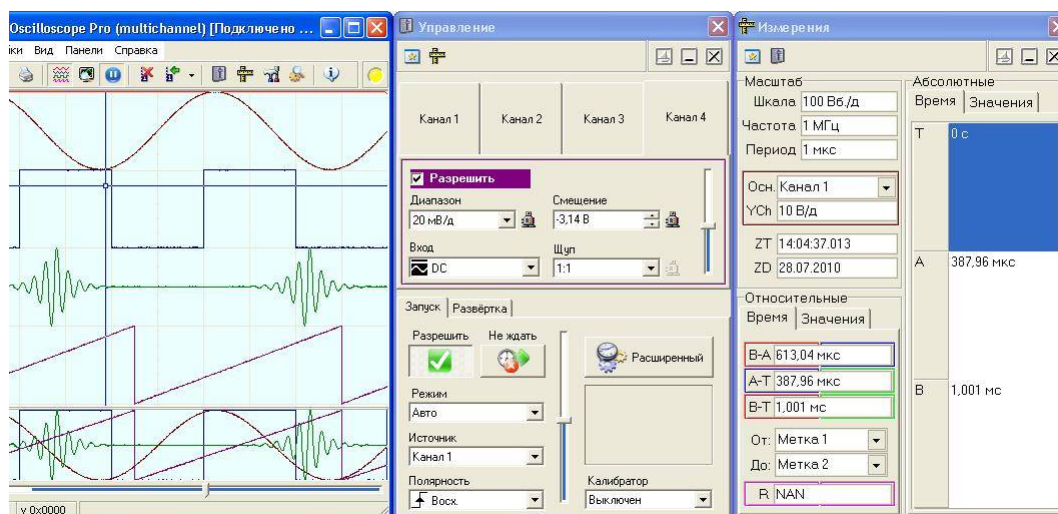 Oscilloscope Pro (multichannel) [Подключено ...
йки Вид Панели Справка
y 0x0000
Управление
Канал 1 Канал 2 Канал 3 Канал 4
Разрешить
Диапазон Смещение
20 мВ/д -3,14 В
Вход Щуп
DC 1:1
Запуск Развёртка
Разрешить Не ждать
Расширенный
Режим
Авто
Источник
Канал 1
Полярность Калибратор
Восх. Выключен
Измерения
Масштаб
Шкала 100 Вб./д
Частота 1 МГц
Период 1 мкс
Осн. Канал 1
YCh 10 В/д
ZT 14:04:37.013
ZD 28.07.2010
Относительные
Время Значения
B-A 613,04 мкс
A-T 387,96 мкс
B-T 1,001 мс
От: Метка 1
До: Метка 2
R NAN
Абсолютные
Время Значения
T 0 с
A 387,96 мкс
B 1,001 мс